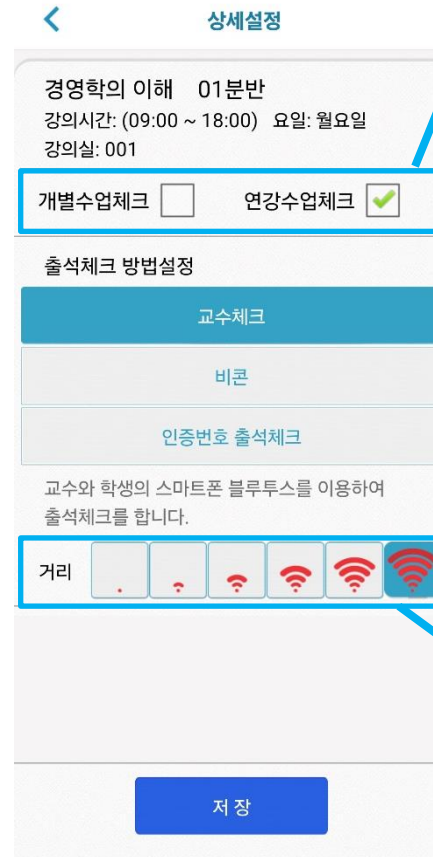 상세설정
경영학의 이해 01분반
강의시간: (09:00 ~ 18:00) 요일: 월요일
강의실: 001
개별수업체크 연강수업체크
출석체크 방법설정
교수체크
비콘
인증번호 출석체크
교수와 학생의 스마트폰 블루투스를 이용하여
출석체크를 합니다.
거리
저 장